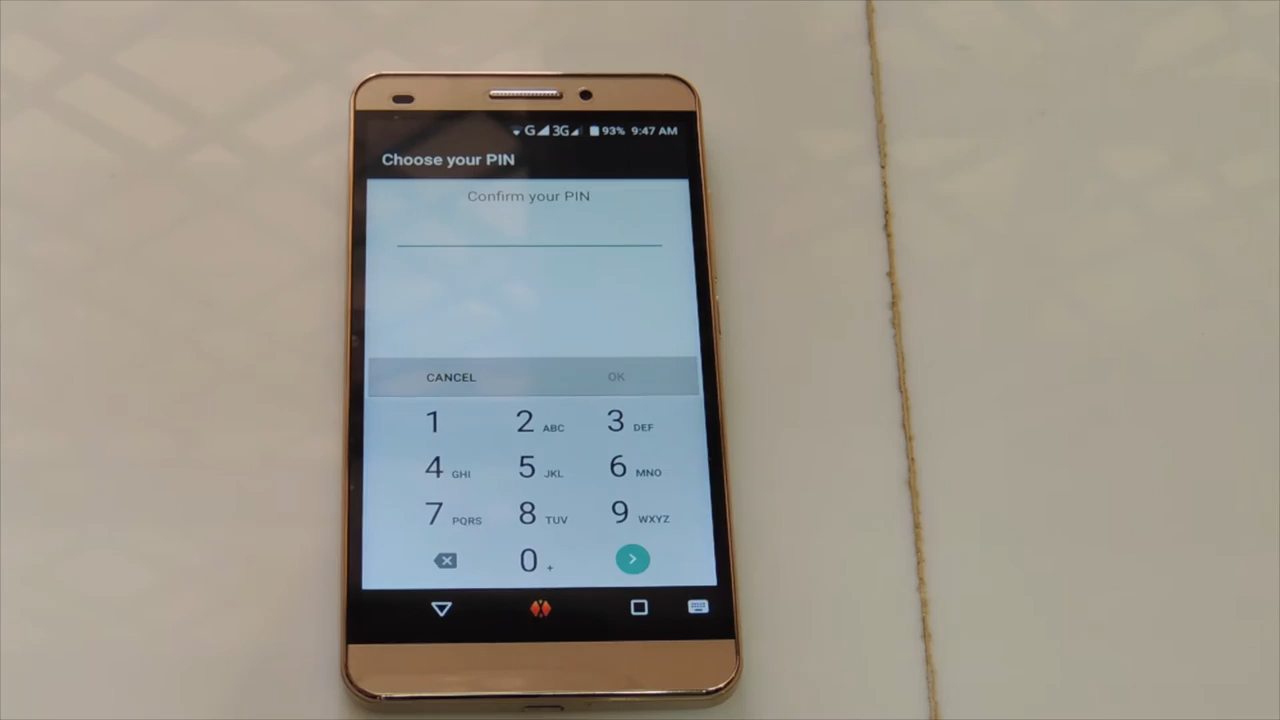 G 3G 93% 9:47 AM
Choose your PIN
Confirm your PIN
CANCEL OK
1 2 ABC 3 DEF
4 GHI 5 JKL 6 MNO
7 PQRS 8 TUV 9 WXYZ
0 +